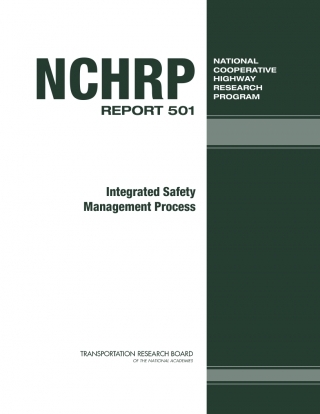 NCHRP
REPORT 501
NATIONAL
COOPERATIVE
HIGHWAY
RESEARCH
PROGRAM
Integrated Safety
Management Process
TRANSPORTATION RESEARCH BOARD
OF THE NATIONAL ACADEMIES